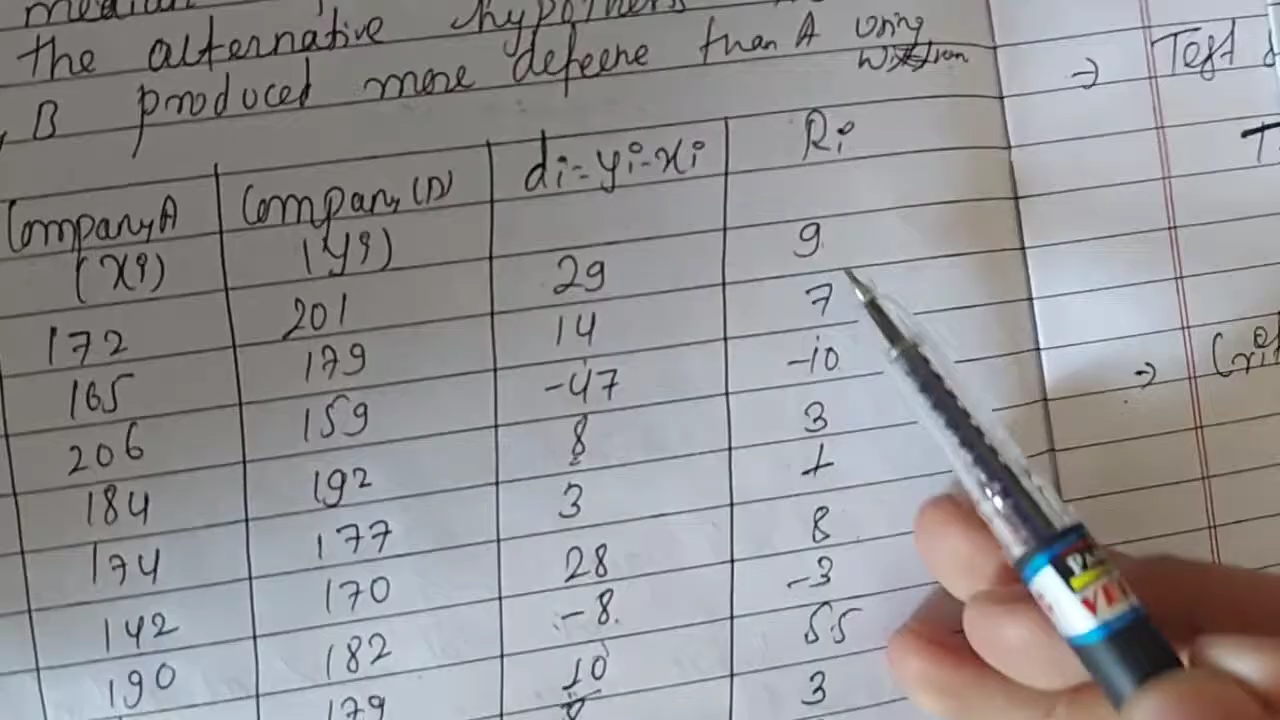 the alternative
B produced more defecne than A using
→ Test
Company A Company (B) di = yi - xi Ri
(xi) (yi)
172 201 29 9
165 179 14 7
206 159 -47 -10
184 192 8 3
174 177 3 1
142 170 28 8
190 182 -8 -3
179 10 5.5
3